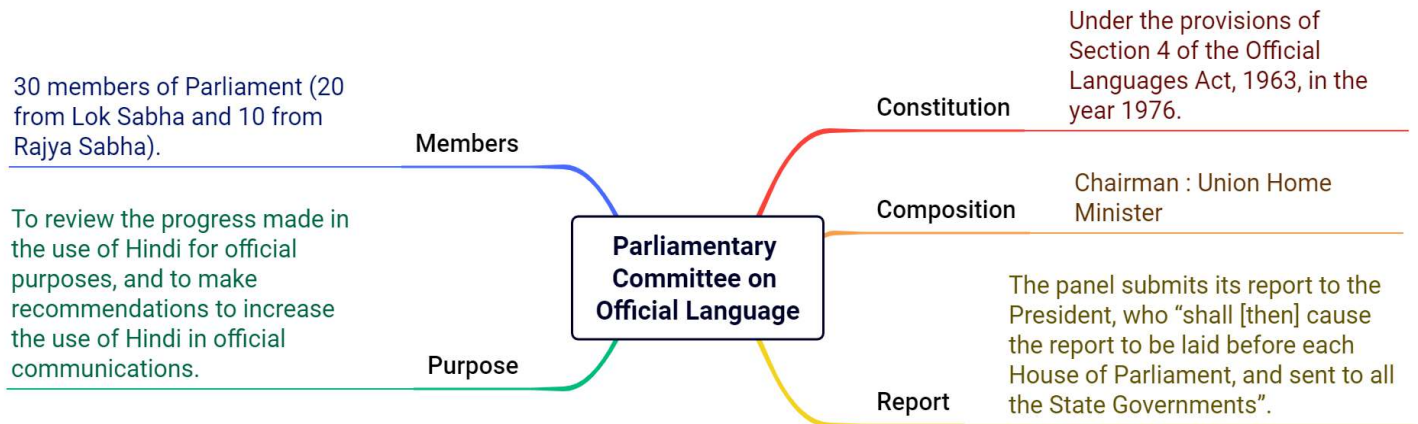 Parliamentary
Committee on
Official Language
Members
30 members of Parliament (20
from Lok Sabha and 10 from
Rajya Sabha).
Purpose
To review the progress made in
the use of Hindi for official
purposes, and to make
recommendations to increase
the use of Hindi in official
communications.
Constitution
Under the provisions of
Section 4 of the Official
Languages Act, 1963, in the
year 1976.
Composition
Chairman : Union Home
Minister
Report
The panel submits its report to the
President, who “shall [then] cause
the report to be laid before each
House of Parliament, and sent to all
the State Governments”.